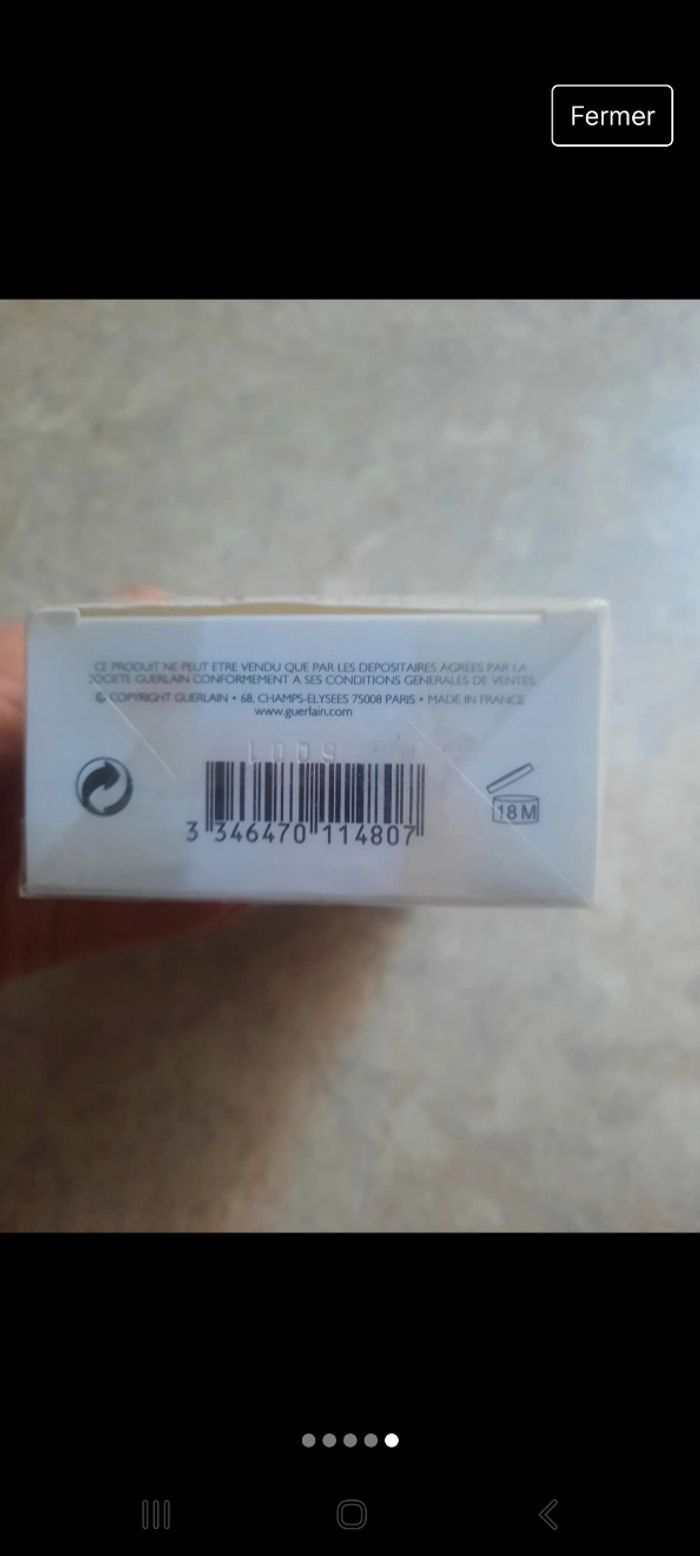 Fermer
CE PRODUIT NE PEUT ETRE VENDU QUE PAR LES DEPOSITAIRES AGREES PAR LA
SOCIETE GUERLAIN CONFORMEMENT A SES CONDITIONS GENERALES DE VENTES.
© COPYRIGHT GUERLAIN • 68, CHAMPS-ELYSEES 75008 PARIS • MADE IN FRANCE
www.guerlain.com
18 M
3 346470 114807